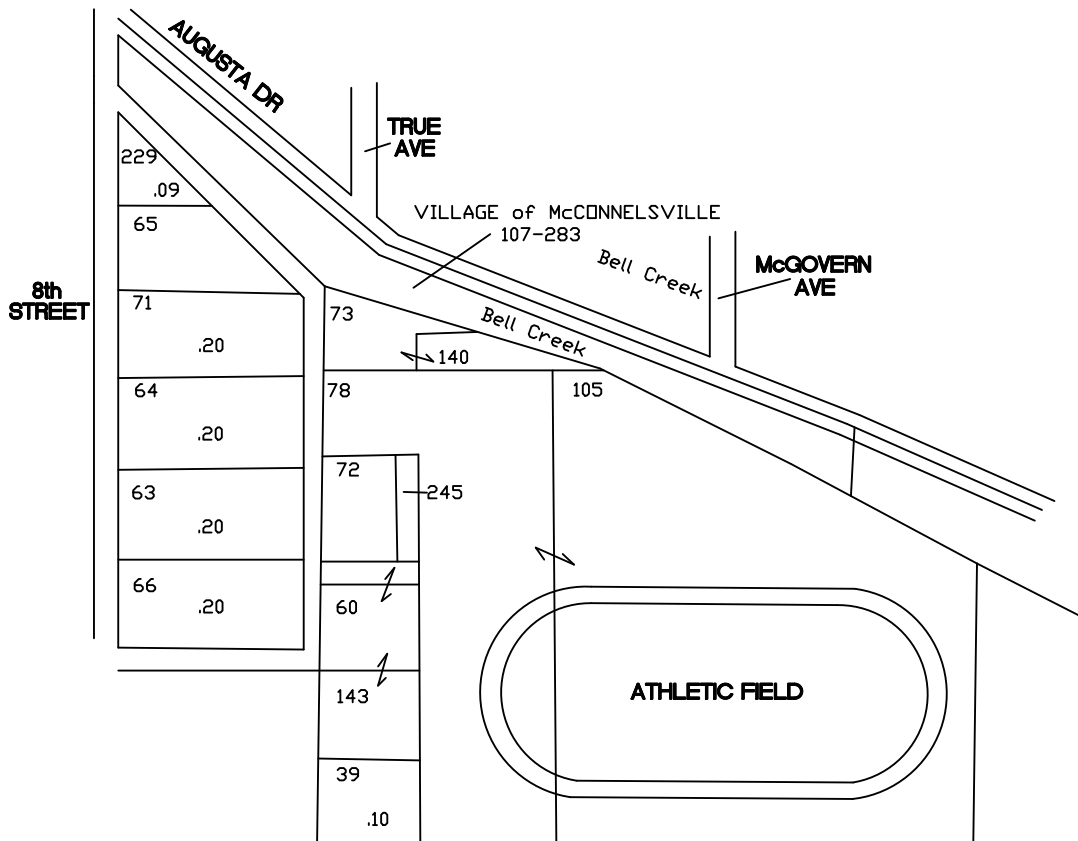 AUGUSTA DR
TRUE
AVE
229
.09
VILLAGE of McCONNELSVILLE
107-283
65
Bell Creek
McGOVERN
AVE
8th
STREET
71
.20
73
Bell Creek
140
64
.20
78
105
72
245
63
.20
66
.20
60
143
ATHLETIC FIELD
39
.10